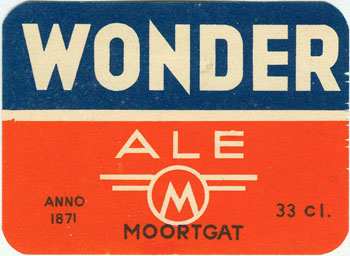 WONDER
ALE
M
ANNO
1871
MOORTGAT
33 cl.